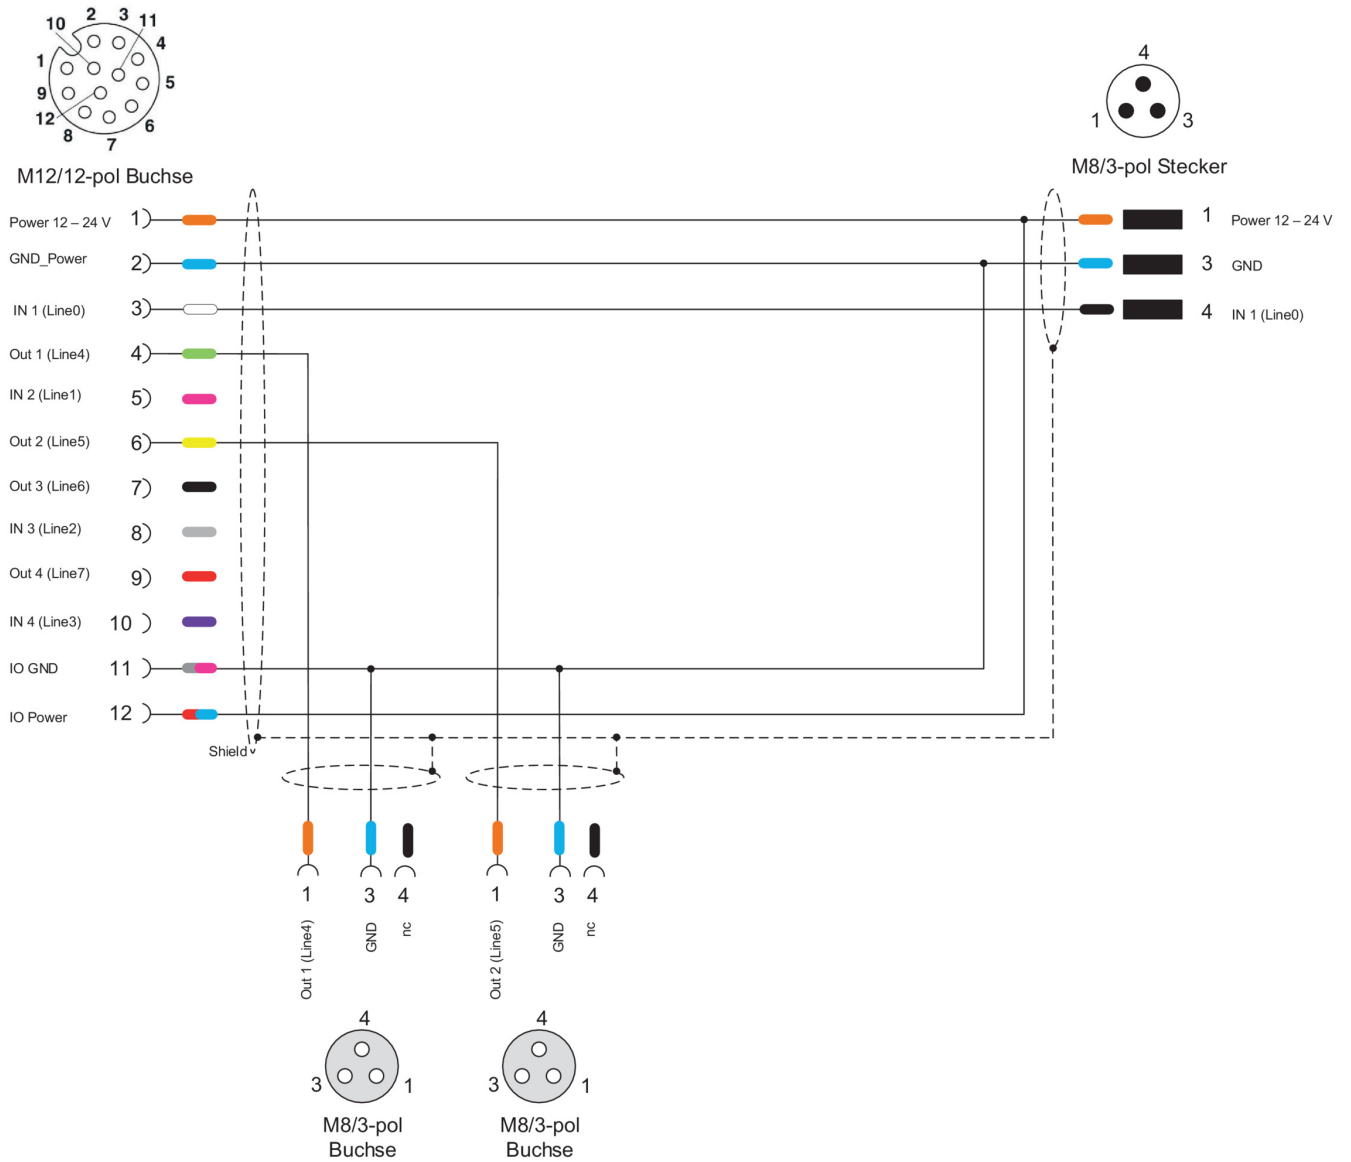 2 3 11
10 4
1 5
9
12 6
8 7
M12/12-pol Buchse
4
1 3
M8/3-pol Stecker
Power 12 – 24 V 1
1 Power 12 – 24 V
GND_Power 2
3 GND
IN 1 (Line0) 3
4 IN 1 (Line0)
Out 1 (Line4) 4
IN 2 (Line1) 5
Out 2 (Line5) 6
Out 3 (Line6) 7
IN 3 (Line2) 8
Out 4 (Line7) 9
IN 4 (Line3) 10
IO GND 11
IO Power 12
Shield
1 3 4
Out 1 (Line4)
GND
nc
1 3 4
Out 2 (Line5)
GND
nc
4
3 1
M8/3-pol
Buchse
4
3 1
M8/3-pol
Buchse